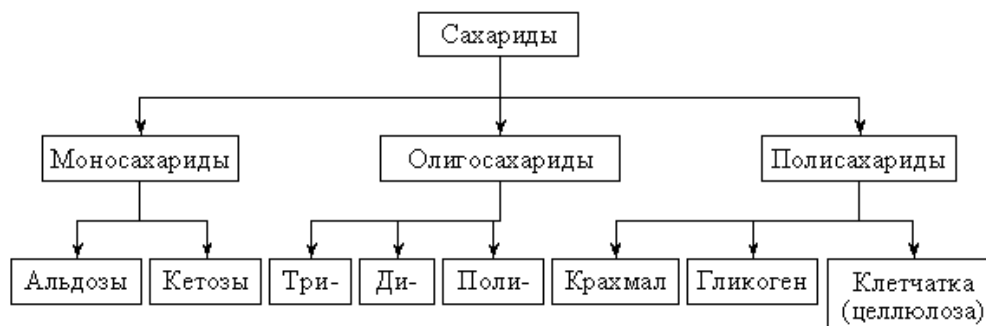 Сахариды
Моносахариды
Олигосахариды
Полисахариды
Альдозы
Кетозы
Три-
Ди-
Поли-
Крахмал
Гликоген
Клетчатка
(целлюлоза)